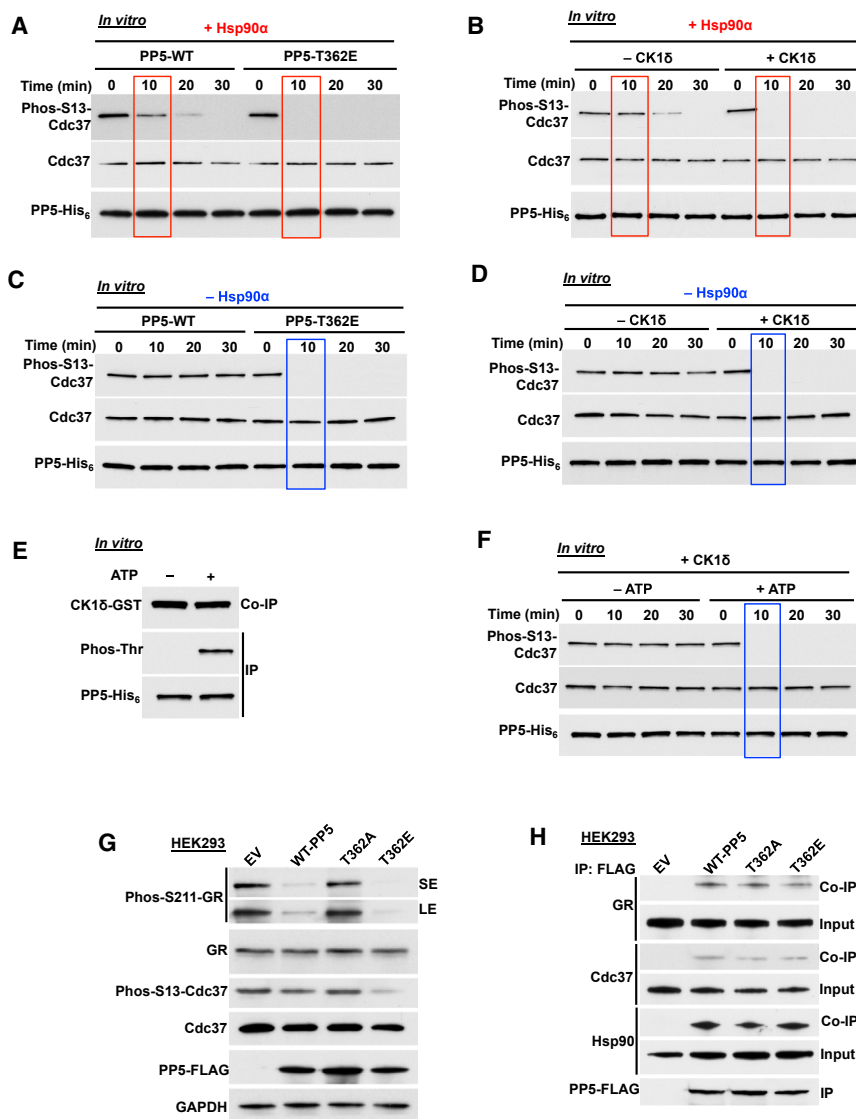 A
In vitro
+ Hsp90α
PP5-WT
PP5-T362E
Time (min)
0 10 20 30 0 10 20 30
Phos-S13-
Cdc37
Cdc37
PP5-His6
B
In vitro
+ Hsp90α
– CK1δ
+ CK1δ
Time (min)
0 10 20 30 0 10 20 30
Phos-S13-
Cdc37
Cdc37
PP5-His6
C
In vitro
– Hsp90α
PP5-WT
PP5-T362E
Time (min)
0 10 20 30 0 10 20 30
Phos-S13-
Cdc37
Cdc37
PP5-His6
D
In vitro
– Hsp90α
– CK1δ
+ CK1δ
Time (min)
0 10 20 30 0 10 20 30
Phos-S13-
Cdc37
Cdc37
PP5-His6
E
In vitro
ATP – +
CK1δ-GST Co-IP
Phos-Thr
IP
PP5-His6
F
In vitro
+ CK1δ
– ATP
+ ATP
Time (min)
0 10 20 30 0 10 20 30
Phos-S13-
Cdc37
Cdc37
PP5-His6
G
HEK293
EV WT-PP5 T362A T362E
Phos-S211-GR
SE
LE
GR
Phos-S13-Cdc37
Cdc37
PP5-FLAG
GAPDH
H
HEK293
IP: FLAG
EV WT-PP5 T362A T362E
GR
Co-IP
Input
Cdc37
Co-IP
Input
Hsp90
Co-IP
Input
PP5-FLAG IP